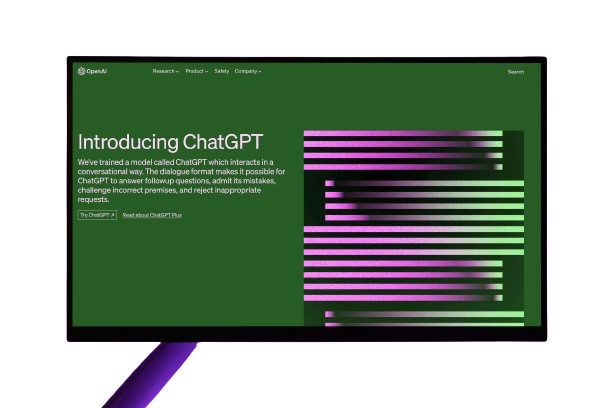 OpenAI Research Product Safety Company Search
Introducing ChatGPT
We've trained a model called ChatGPT which interacts in a
conversational way. The dialogue format makes it possible for
ChatGPT to answer followup questions, admit its mistakes,
challenge incorrect premises, and reject inappropriate
requests.
Try ChatGPT ↗ Read about ChatGPT Plus